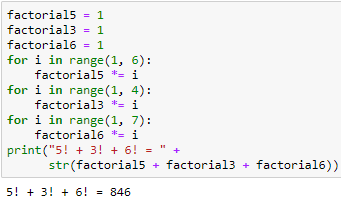 factorial5 = 1
factorial3 = 1
factorial6 = 1
for i in range(1, 6):
    factorial5 *= i
for i in range(1, 4):
    factorial3 *= i
for i in range(1, 7):
    factorial6 *= i
print("5! + 3! + 6! = " +
      str(factorial5 + factorial3 + factorial6))
5! + 3! + 6! = 846